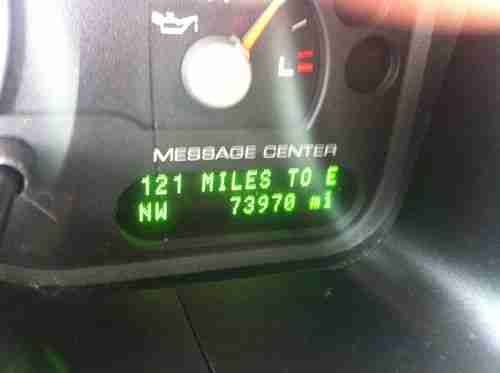 L
MESSAGE CENTER
121 MILES TO E
NW 73970 mi